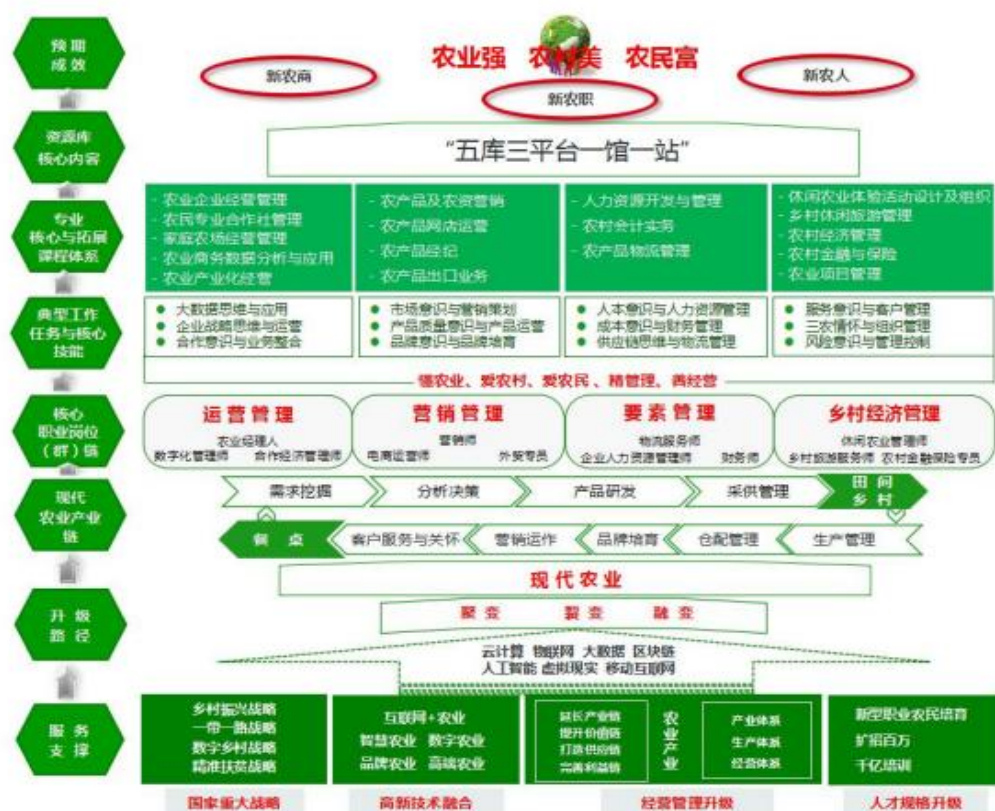 预期
成效
农业强 农村美 农民富
新农商
新农职
新农人
资源库
核心内容
“五库三平台一馆一站”
专业
核心与拓展
课程体系
- 农业企业经营管理
- 农民专业合作社管理
- 家庭农场经营管理
- 农业商务数据分析与应用
- 农业产业化经营
- 农产品及农资营销
- 农产品网店运营
- 农产品经纪
- 农产品出口业务
- 人力资源开发与管理
- 农村会计实务
- 农产品物流管理
- 休闲农业体验活动设计及组织
- 乡村休闲旅游管理
- 农村经济管理
- 农村金融与保险
- 农业项目管理
典型工作
任务与核心
技能
● 大数据思维与应用
● 企业战略思维与运营
● 合作意识与业务整合
● 市场意识与营销策划
● 产品质量意识与产品运营
● 品牌意识与品牌培育
● 人本意识与人力资源管理
● 成本意识与财务管理
● 供应链思维与物流管理
● 服务意识与客户管理
● 三农情怀与组织管理
● 风险意识与管理控制
懂农业、爱农村、爱农民、精管理、善经营
核心
职业岗位
(群)链
运营管理
农业经理人
数字化管理师 合作经济管理师
营销管理
营销师
电商运营师 外贸专员
要素管理
物流服务师
企业人力资源管理师 财务师
乡村经济管理
休闲农业管理师
乡村旅游服务师 农村金融保险专员
现代
农业产业
链
需求挖掘
分析决策
产品研发
采供管理
田间
乡村
餐桌
客户服务与关怀
营销运作
品牌培育
仓配管理
生产管理
现代农业
升级
路径
聚变 裂变 融变
云计算 物联网 大数据 区块链
人工智能 虚拟现实 移动互联网
服务
支撑
乡村振兴战略
一带一路战略
数字乡村战略
精准扶贫战略
互联网+农业
智慧农业 数字农业
品牌农业 高端农业
延长产业链
提升价值链
打造供应链
完善利益链
农业产业
产业体系
生产体系
经营体系
新型职业农民培育
扩招百万
千亿培训
国家重大战略
高新技术融合
经营管理升级
人才规格升级